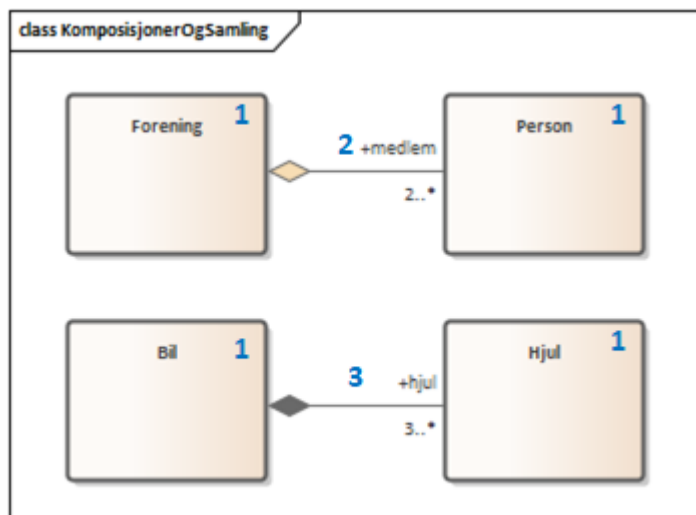 class KomposisjonerOgSamling
Forening 1
2 +medlem
2..*
Person 1
Bil 1
3 +hjul
3..*
Hjul 1